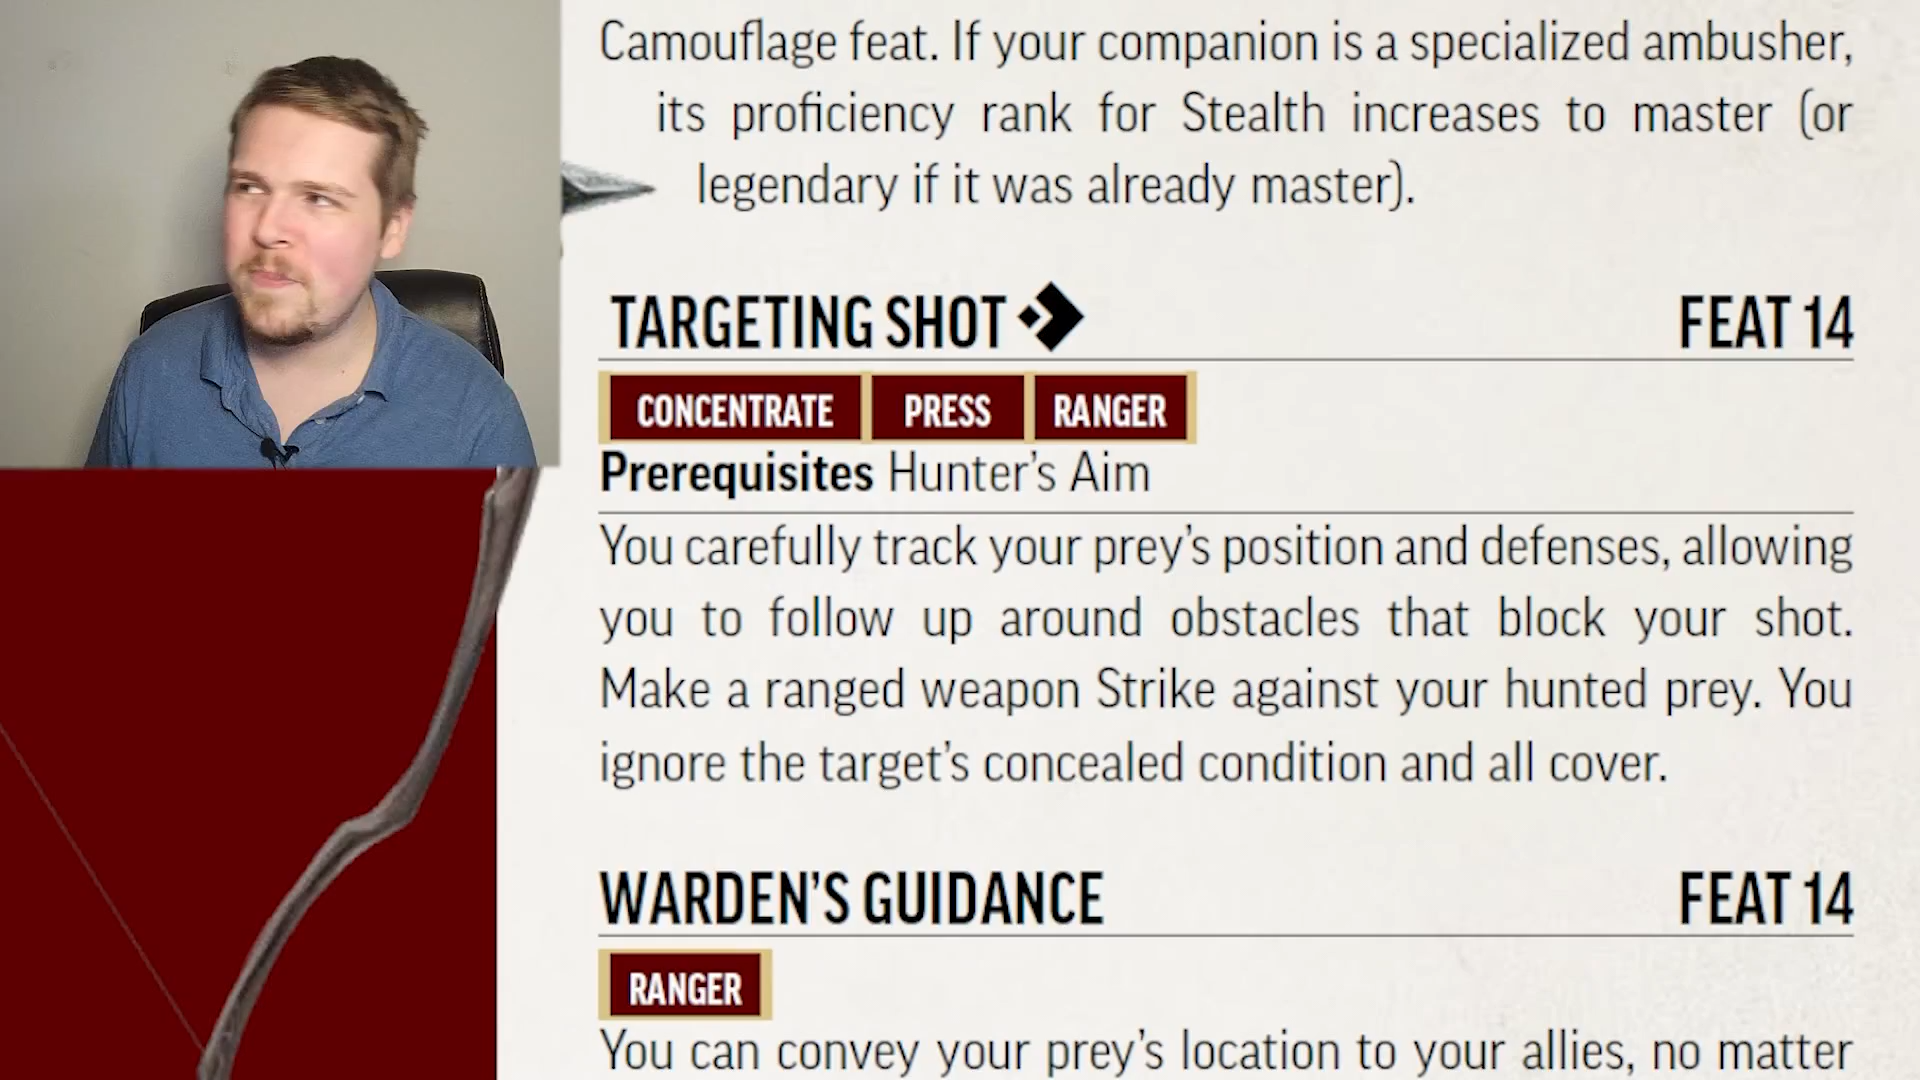 Camouflage feat. If your companion is a specialized ambusher,
its proficiency rank for Stealth increases to master (or
legendary if it was already master).
TARGETING SHOT FEAT 14
CONCENTRATE PRESS RANGER
Prerequisites Hunter’s Aim
You carefully track your prey’s position and defenses, allowing
you to follow up around obstacles that block your shot.
Make a ranged weapon Strike against your hunted prey. You
ignore the target’s concealed condition and all cover.
WARDEN’S GUIDANCE FEAT 14
RANGER
You can convey your prey’s location to your allies, no matter